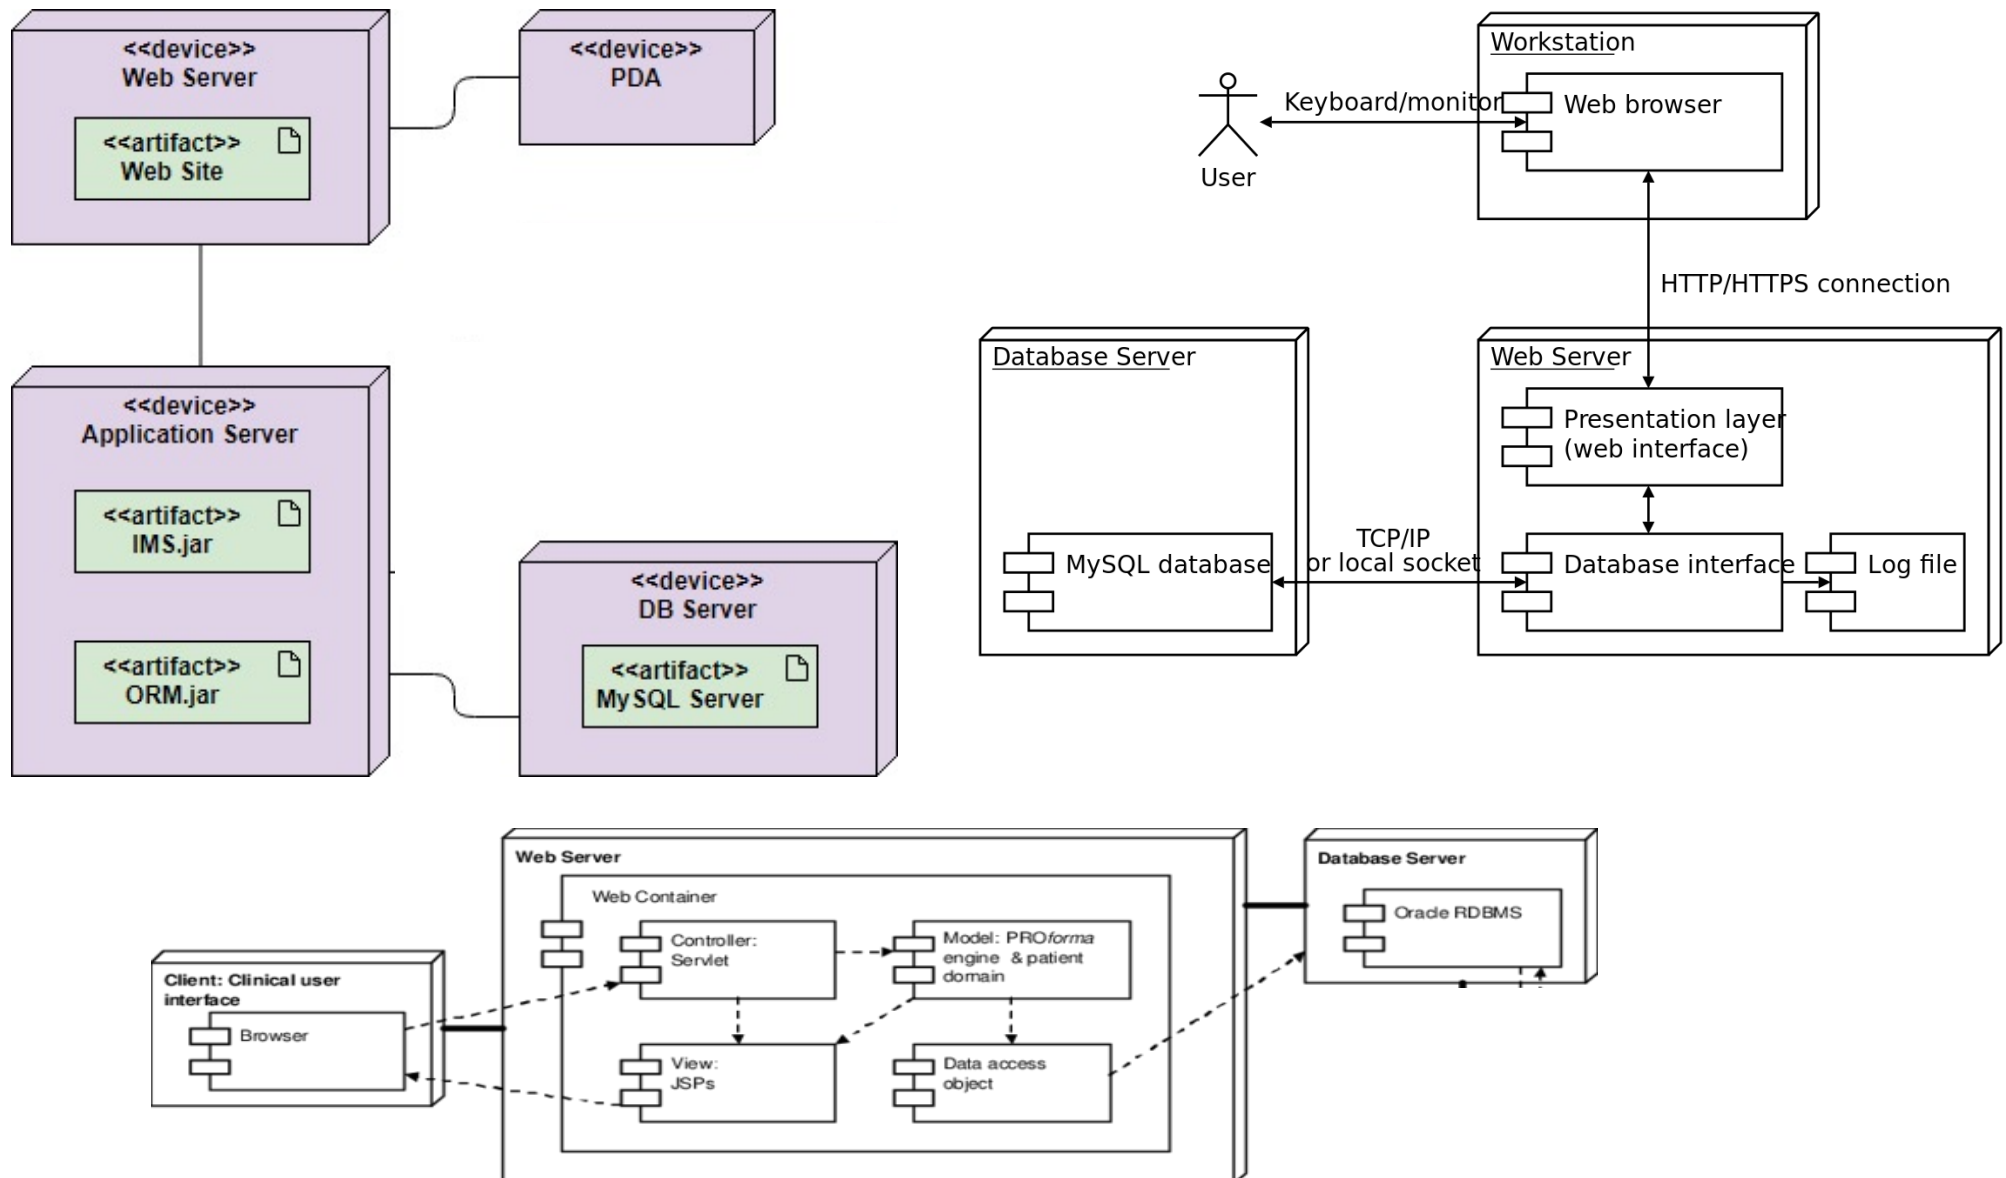 <<device>>
Web Server
<<artifact>>
Web Site
<<device>>
PDA
<<device>>
Application Server
<<artifact>>
IMS.jar
<<artifact>>
ORM.jar
<<device>>
DB Server
<<artifact>>
MySQL Server
Workstation
Web browser
Keyboard/monitor
User
HTTP/HTTPS connection
Database Server
MySQL database
TCP/IP
or local socket
Web Server
Presentation layer
(web interface)
Database interface
Log file
Client: Clinical user
interface
Browser
Web Server
Web Container
Controller:
Servlet
Model: PROforma
engine & patient
domain
View:
JSPs
Data access
object
Database Server
Oracle RDBMS